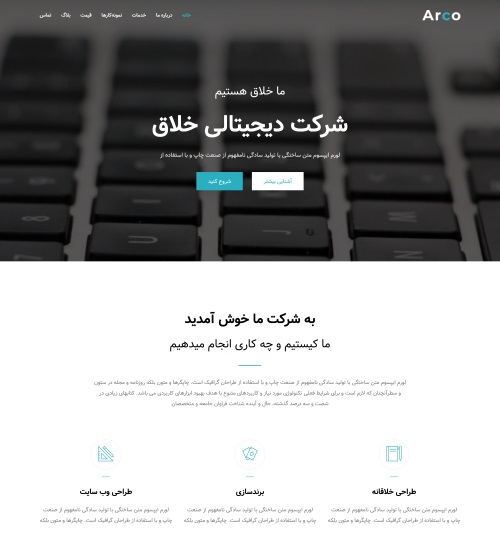 Arco
خانه درباره ما خدمات نمونه‌کارها قیمت بلاگ تماس
ما خلاق هستیم
شرکت دیجیتالی خلاق
لورم ایپسوم متن ساختگی با تولید سادگی نامفهوم از صنعت چاپ و با استفاده از
آشنایی بیشتر
شروع کنید
به شرکت ما خوش آمدید
ما کیستیم و چه کاری انجام میدهیم
لورم ایپسوم متن ساختگی با تولید سادگی نامفهوم از صنعت چاپ و با استفاده از طراحان گرافیک است. چاپگرها و متون بلکه روزنامه و مجله در ستون
و سطرآنچنان که لازم است و برای شرایط فعلی تکنولوژی مورد نیاز و کاربردهای متنوع با هدف بهبود ابزارهای کاربردی می باشد. کتابهای زیادی در
شصت و سه درصد گذشته، حال و آینده شناخت فراوان جامعه و متخصصان
طراحی خلاقانه
لورم ایپسوم متن ساختگی با تولید سادگی نامفهوم از صنعت
چاپ و با استفاده از طراحان گرافیک است. چاپگرها و متون بلکه
برندسازی
لورم ایپسوم متن ساختگی با تولید سادگی نامفهوم از صنعت
چاپ و با استفاده از طراحان گرافیک است. چاپگرها و متون بلکه
طراحی وب سایت
لورم ایپسوم متن ساختگی با تولید سادگی نامفهوم از صنعت
چاپ و با استفاده از طراحان گرافیک است. چاپگرها و متون بلکه